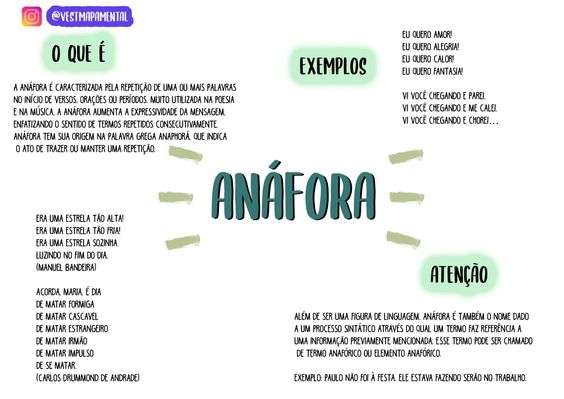 @VESTMAPAMENTAL
O QUE É
A ANÁFORA É CARACTERIZADA PELA REPETIÇÃO DE UMA OU MAIS PALAVRAS
NO INÍCIO DE VERSOS, ORAÇÕES OU PERÍODOS. MUITO UTILIZADA NA POESIA
E NA MÚSICA, A ANÁFORA AUMENTA A EXPRESSIVIDADE DA MENSAGEM,
ENFATIZANDO O SENTIDO DE TERMOS REPETIDOS CONSECUTIVAMENTE.
ANÁFORA TEM SUA ORIGEM NA PALAVRA GREGA ANAPHORÁ, QUE INDICA
O ATO DE TRAZER OU MANTER UMA REPETIÇÃO.
EXEMPLOS
EU QUERO AMOR!
EU QUERO ALEGRIA!
EU QUERO CALOR!
EU QUERO FANTASIA!
VI VOCÊ CHEGANDO E PAREI.
VI VOCÊ CHEGANDO E ME CALEI.
VI VOCÊ CHEGANDO E CHOREI...
ANÁFORA
ERA UMA ESTRELA TÃO ALTA!
ERA UMA ESTRELA TÃO FRIA!
ERA UMA ESTRELA SOZINHA
LUZINDO NO FIM DO DIA.
(MANUEL BANDEIRA)
ACORDA, MARIA, É DIA
DE MATAR FORMIGA
DE MATAR CASCAVEL
DE MATAR ESTRANGEIRO
DE MATAR IRMÃO
DE MATAR IMPULSO
DE SE MATAR.
(CARLOS DRUMMOND DE ANDRADE)
ATENÇÃO
ALÉM DE SER UMA FIGURA DE LINGUAGEM, ANÁFORA É TAMBÉM O NOME DADO
A UM PROCESSO SINTÁTICO ATRAVÉS DO QUAL UM TERMO FAZ REFERÊNCIA A
UMA INFORMAÇÃO PREVIAMENTE MENCIONADA. ESSE TERMO PODE SER CHAMADO
DE TERMO ANAFÓRICO OU ELEMENTO ANAFÓRICO.
EXEMPLO: PAULO NÃO FOI À FESTA. ELE ESTAVA FAZENDO SERÃO NO TRABALHO.